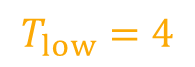 T_low = 4